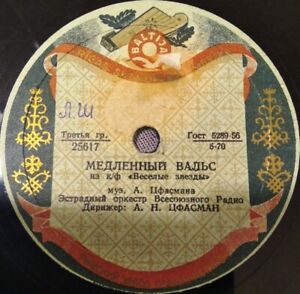 BALTIJA
Л.Ш
Третья гр.
25617
Гост 5289-56
5-70
МЕДЛЕННЫЙ ВАЛЬС
из к/ф «Веселые звезды»
муз. А. Цфасмана
Эстрадный оркестр Всесоюзного Радио
Дирижер: А. Н. ЦФАСМАН